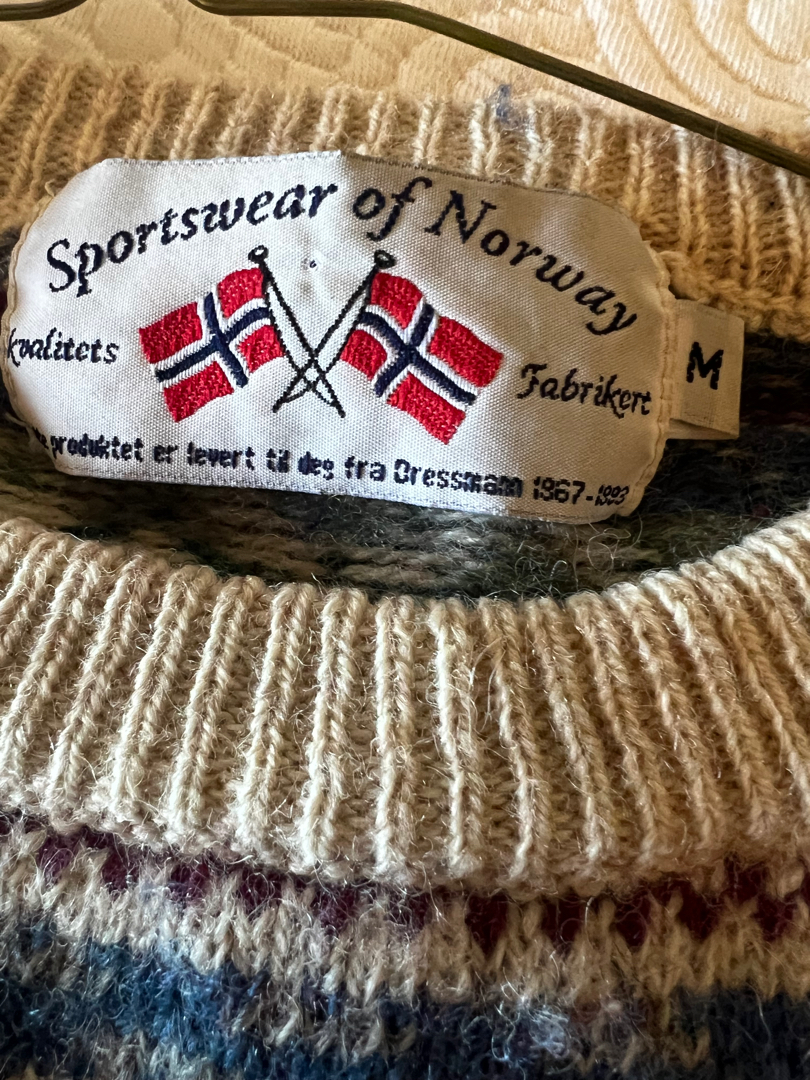 Sportswear of Norway
kvalitets Fabrikert
produktet er levert til deg fra Dressmann 1967-1993
M